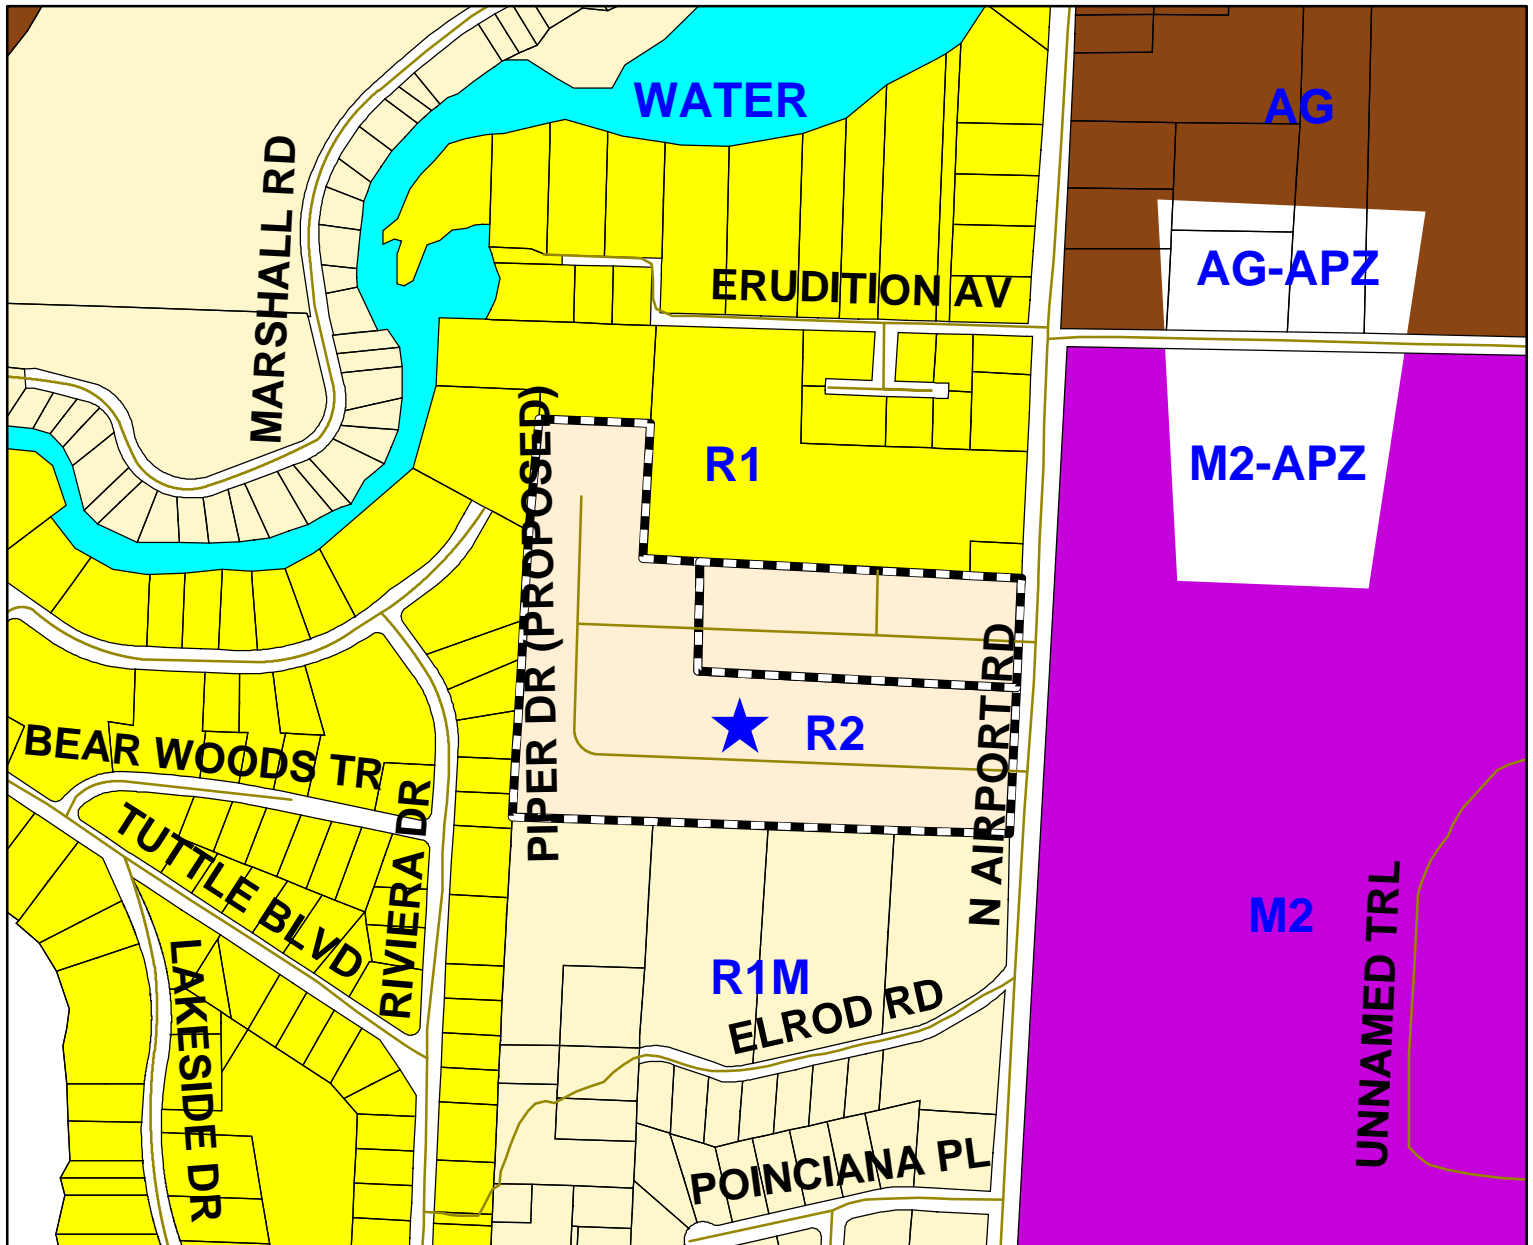 WATER
AG
MARSHALL RD
AG-APZ
ERUDITION AV
R1
M2-APZ
PIPER DR (PROPOSED)
R2
N AIRPORT RD
BEAR WOODS TR
TUTTLE BLVD
RIVIERA DR
M2
UNNAMED TRL
LAKESIDE DR
R1M
ELROD RD
POINCIANA PL